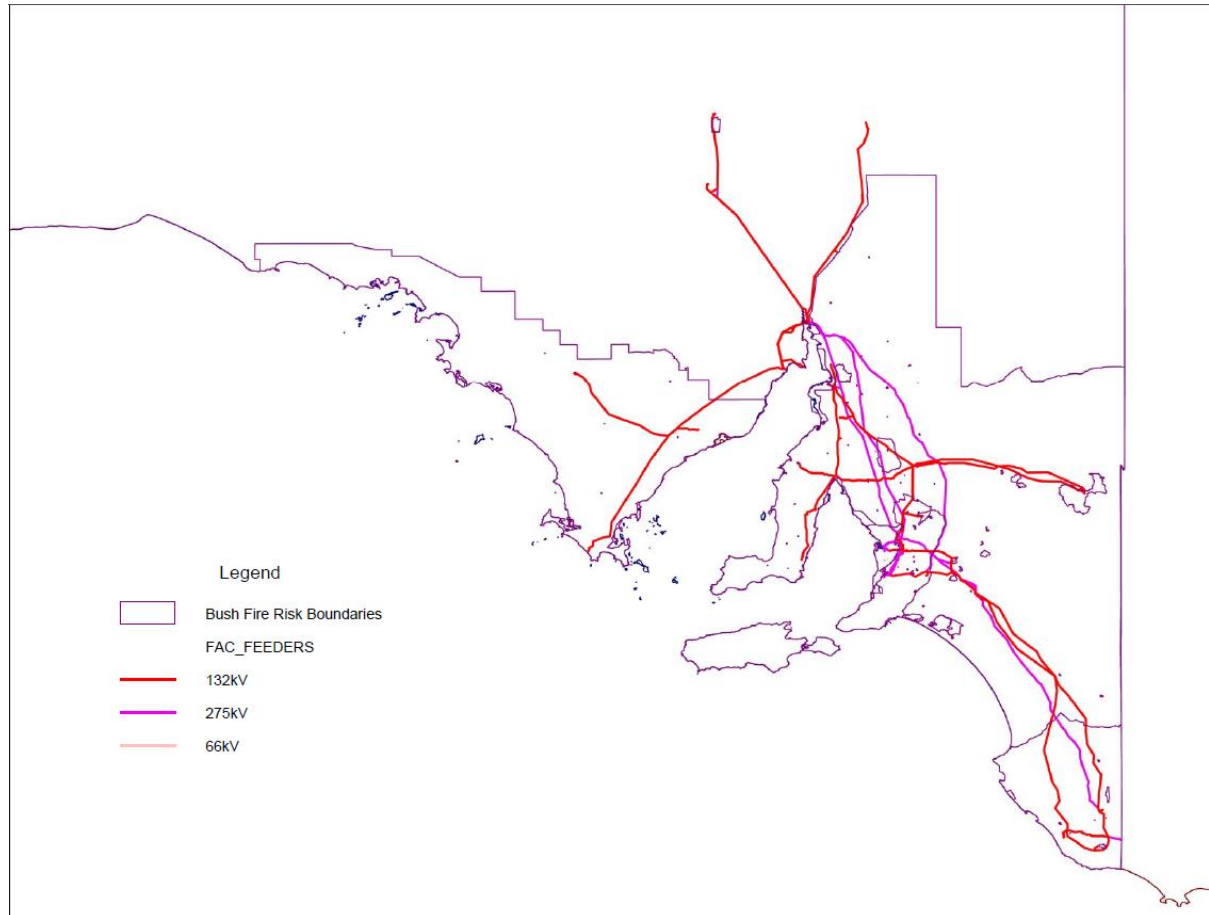 Legend
Bush Fire Risk Boundaries
FAC_FEEDERS
132kV
275kV
66kV